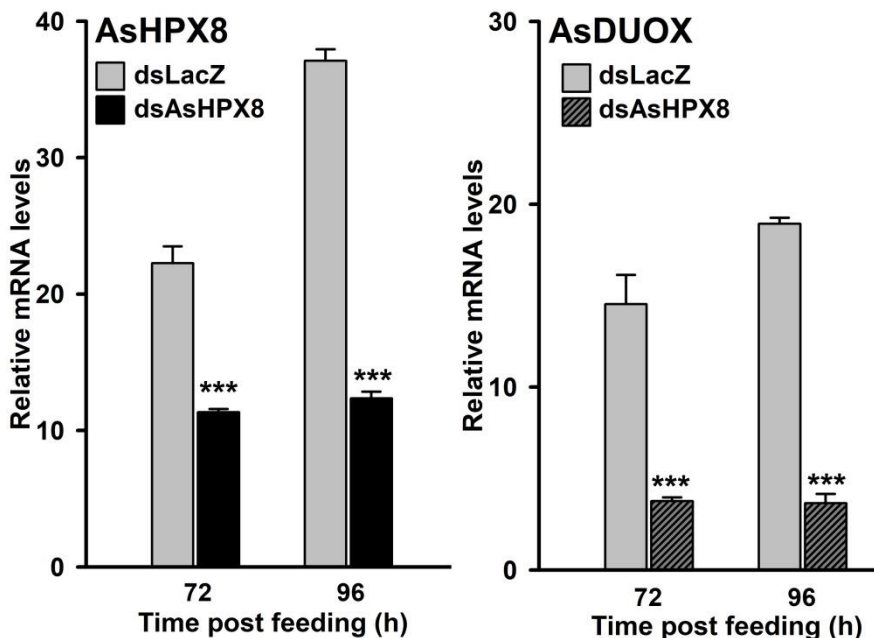 AsHPX8
dsLacZ
dsAsHPX8
Relative mRNA levels
40
30
20
10
0
***
***
72
96
Time post feeding (h)
AsDUOX
dsLacZ
dsAsHPX8
Relative mRNA levels
30
20
10
0
***
***
72
96
Time post feeding (h)